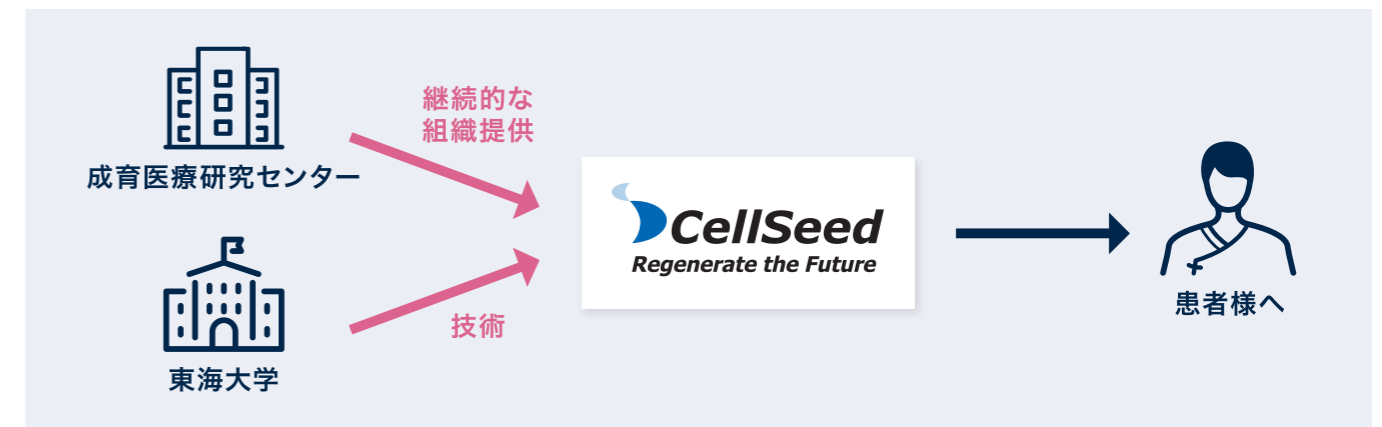 継続的な
組織提供
成育医療研究センター
CellSeed
Regenerate the Future
患者様へ
技術
東海大学